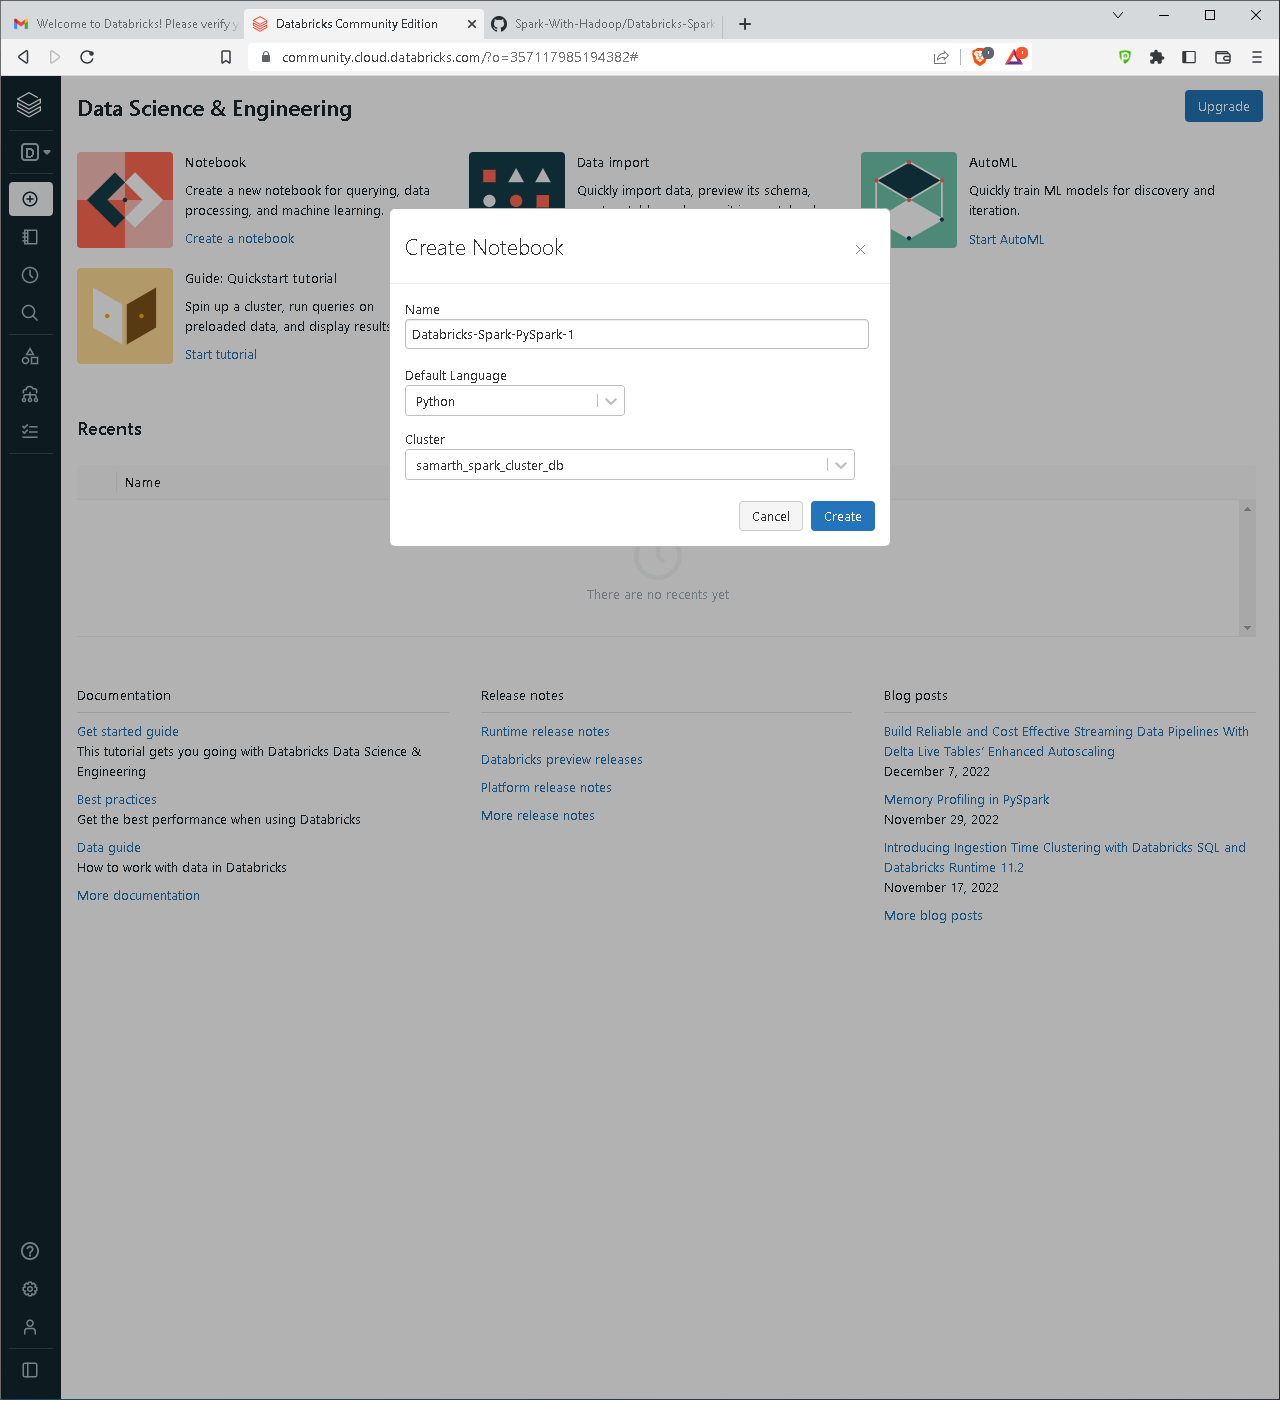 Welcome to Databricks! Please verify y
Databricks Community Edition
Spark-With-Hadoop/Databricks-Spark
community.cloud.databricks.com/?o=357117985194382#
Data Science & Engineering
Upgrade
D
Notebook
Create a new notebook for querying, data
processing, and machine learning.
Create a notebook
Data import
Quickly import data, preview its schema,
AutoML
Quickly train ML models for discovery and
iteration.
Start AutoML
Guide: Quickstart tutorial
Spin up a cluster, run queries on
preloaded data, and display results
Start tutorial
Create Notebook
Name
Databricks-Spark-PySpark-1
Default Language
Python
Cluster
samarth_spark_cluster_db
Cancel
Create
Recents
Name
There are no recents yet
Documentation
Get started guide
This tutorial gets you going with Databricks Data Science &
Engineering
Best practices
Get the best performance when using Databricks
Data guide
How to work with data in Databricks
More documentation
Release notes
Runtime release notes
Databricks preview releases
Platform release notes
More release notes
Blog posts
Build Reliable and Cost Effective Streaming Data Pipelines With
Delta Live Tables’ Enhanced Autoscaling
December 7, 2022
Memory Profiling in PySpark
November 29, 2022
Introducing Ingestion Time Clustering with Databricks SQL and
Databricks Runtime 11.2
November 17, 2022
More blog posts